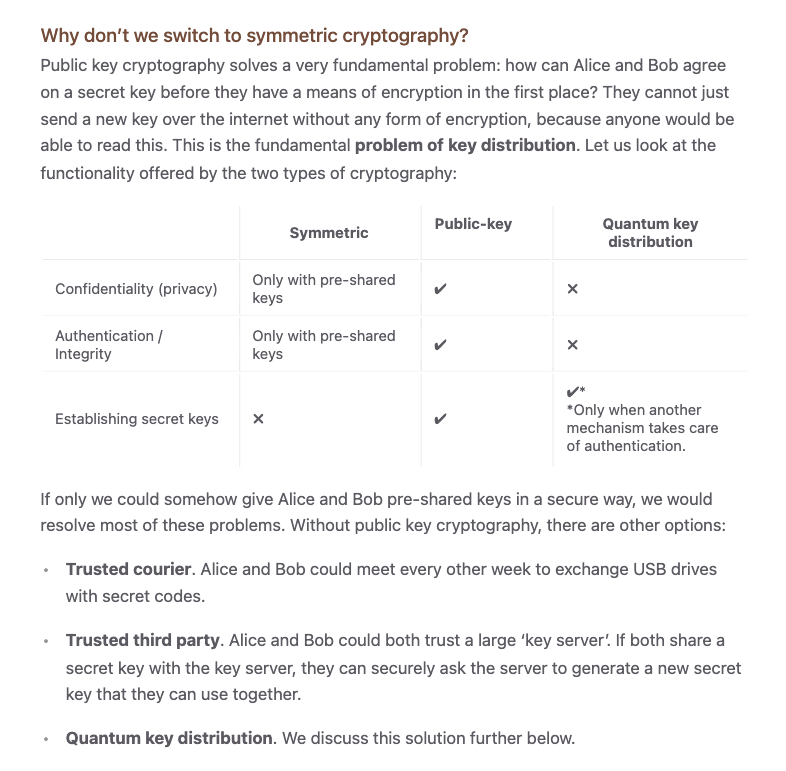 Why don’t we switch to symmetric cryptography?
Public key cryptography solves a very fundamental problem: how can Alice and Bob agree
on a secret key before they have a means of encryption in the first place? They cannot just
send a new key over the internet without any form of encryption, because anyone would be
able to read this. This is the fundamental problem of key distribution. Let us look at the
functionality offered by the two types of cryptography:
Symmetric
Public-key
Quantum key
distribution
Confidentiality (privacy)
Only with pre-shared
keys
✔
✕
Authentication /
Integrity
Only with pre-shared
keys
✔
✕
Establishing secret keys
✕
✔
✔*
*Only when another
mechanism takes care
of authentication.
If only we could somehow give Alice and Bob pre-shared keys in a secure way, we would
resolve most of these problems. Without public key cryptography, there are other options:
• Trusted courier. Alice and Bob could meet every other week to exchange USB drives
with secret codes.
• Trusted third party. Alice and Bob could both trust a large ‘key server’. If both share a
secret key with the key server, they can securely ask the server to generate a new secret
key that they can use together.
• Quantum key distribution. We discuss this solution further below.